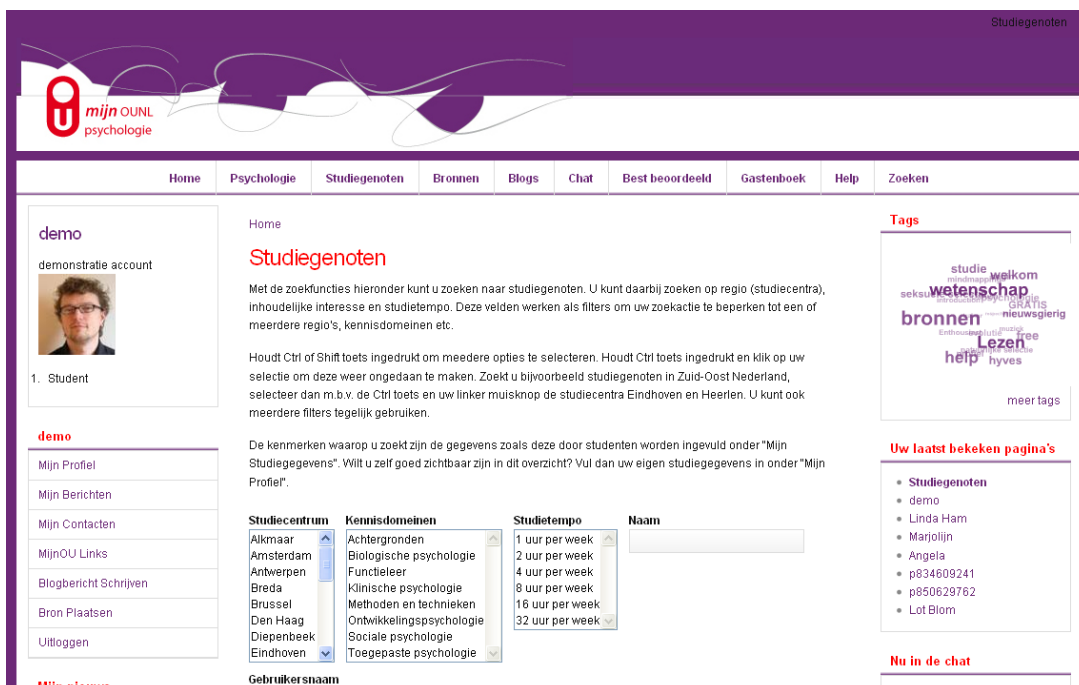 Studiegenoten
mijn OUNL
psychologie
Home Psychologie Studiegenoten Bronnen Blogs Chat Best beoordeeld Gastenboek Help Zoeken
demo
demonstratie account
1. Student
demo
Mijn Profiel
Mijn Berichten
Mijn Contacten
MijnOU Links
Blogbericht Schrijven
Bron Plaatsen
Uitloggen
Home
Studiegenoten
Met de zoekfuncties hieronder kunt u zoeken naar studiegenoten. U kunt daarbij zoeken op regio (studiecentra),
inhoudelijke interesse en studietempo. Deze velden werken als filters om uw zoekactie te beperken tot een of
meerdere regio's, kennisdomeinen etc.
Houdt Ctrl of Shift toets ingedrukt om meedere opties te selecteren. Houdt Ctrl toets ingedrukt en klik op uw
selectie om deze weer ongedaan te maken. Zoekt u bijvoorbeeld studiegenoten in Zuid-Oost Nederland,
selecteer dan m.b.v. de Ctrl toets en uw linker muisknop de studiecentra Eindhoven en Heerlen. U kunt ook
meerdere filters tegelijk gebruiken.
De kenmerken waarop u zoekt zijn de gegevens zoals deze door studenten worden ingevuld onder "Mijn
Studiegegevens". Wilt u zelf goed zichtbaar zijn in dit overzicht? Vul dan uw eigen studiegegevens in onder "Mijn
Profiel".
Studiecentrum Kennisdomeinen Studietempo Naam
Alkmaar Achtergronden 1 uur per week
Amsterdam Biologische psychologie 2 uur per week
Antwerpen Functieleer 4 uur per week
Breda Klinische psychologie 8 uur per week
Brussel Methoden en technieken 16 uur per week
Den Haag Ontwikkelingspsychologie 32 uur per week
Diepenbeek Sociale psychologie
Eindhoven Toegepaste psychologie
Gebruikersnaam
Tags
studie welkom
mindmapping
wetenschap
GRATIS
bronnen nieuwsgierig
muziek
free
Lezen
help hyves
meer tags
Uw laatst bekeken pagina's
Studiegenoten
demo
Linda Ham
Marjolijn
Angela
p834609241
p850629762
Lot Blom
Nu in de chat